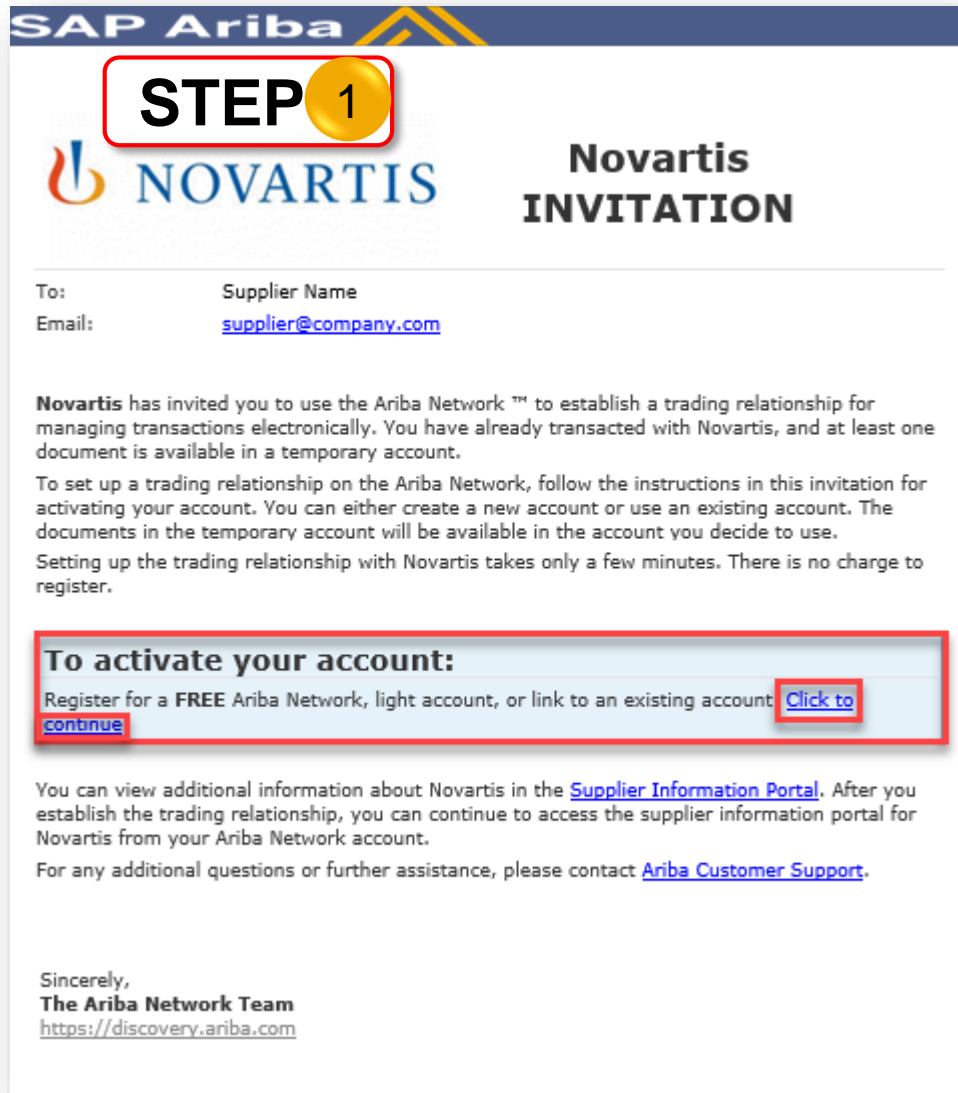 SAP Ariba
STEP 1
NOVARTIS
Novartis
INVITATION
To: Supplier Name
Email: supplier@company.com
Novartis has invited you to use the Ariba Network ™ to establish a trading relationship for
managing transactions electronically. You have already transacted with Novartis, and at least one
document is available in a temporary account.
To set up a trading relationship on the Ariba Network, follow the instructions in this invitation for
activating your account. You can either create a new account or use an existing account. The
documents in the temporary account will be available in the account you decide to use.
Setting up the trading relationship with Novartis takes only a few minutes. There is no charge to
register.
To activate your account:
Register for a FREE Ariba Network, light account, or link to an existing account Click to
continue
You can view additional information about Novartis in the Supplier Information Portal. After you
establish the trading relationship, you can continue to access the supplier information portal for
Novartis from your Ariba Network account.
For any additional questions or further assistance, please contact Ariba Customer Support.
Sincerely,
The Ariba Network Team
https://discovery.ariba.com